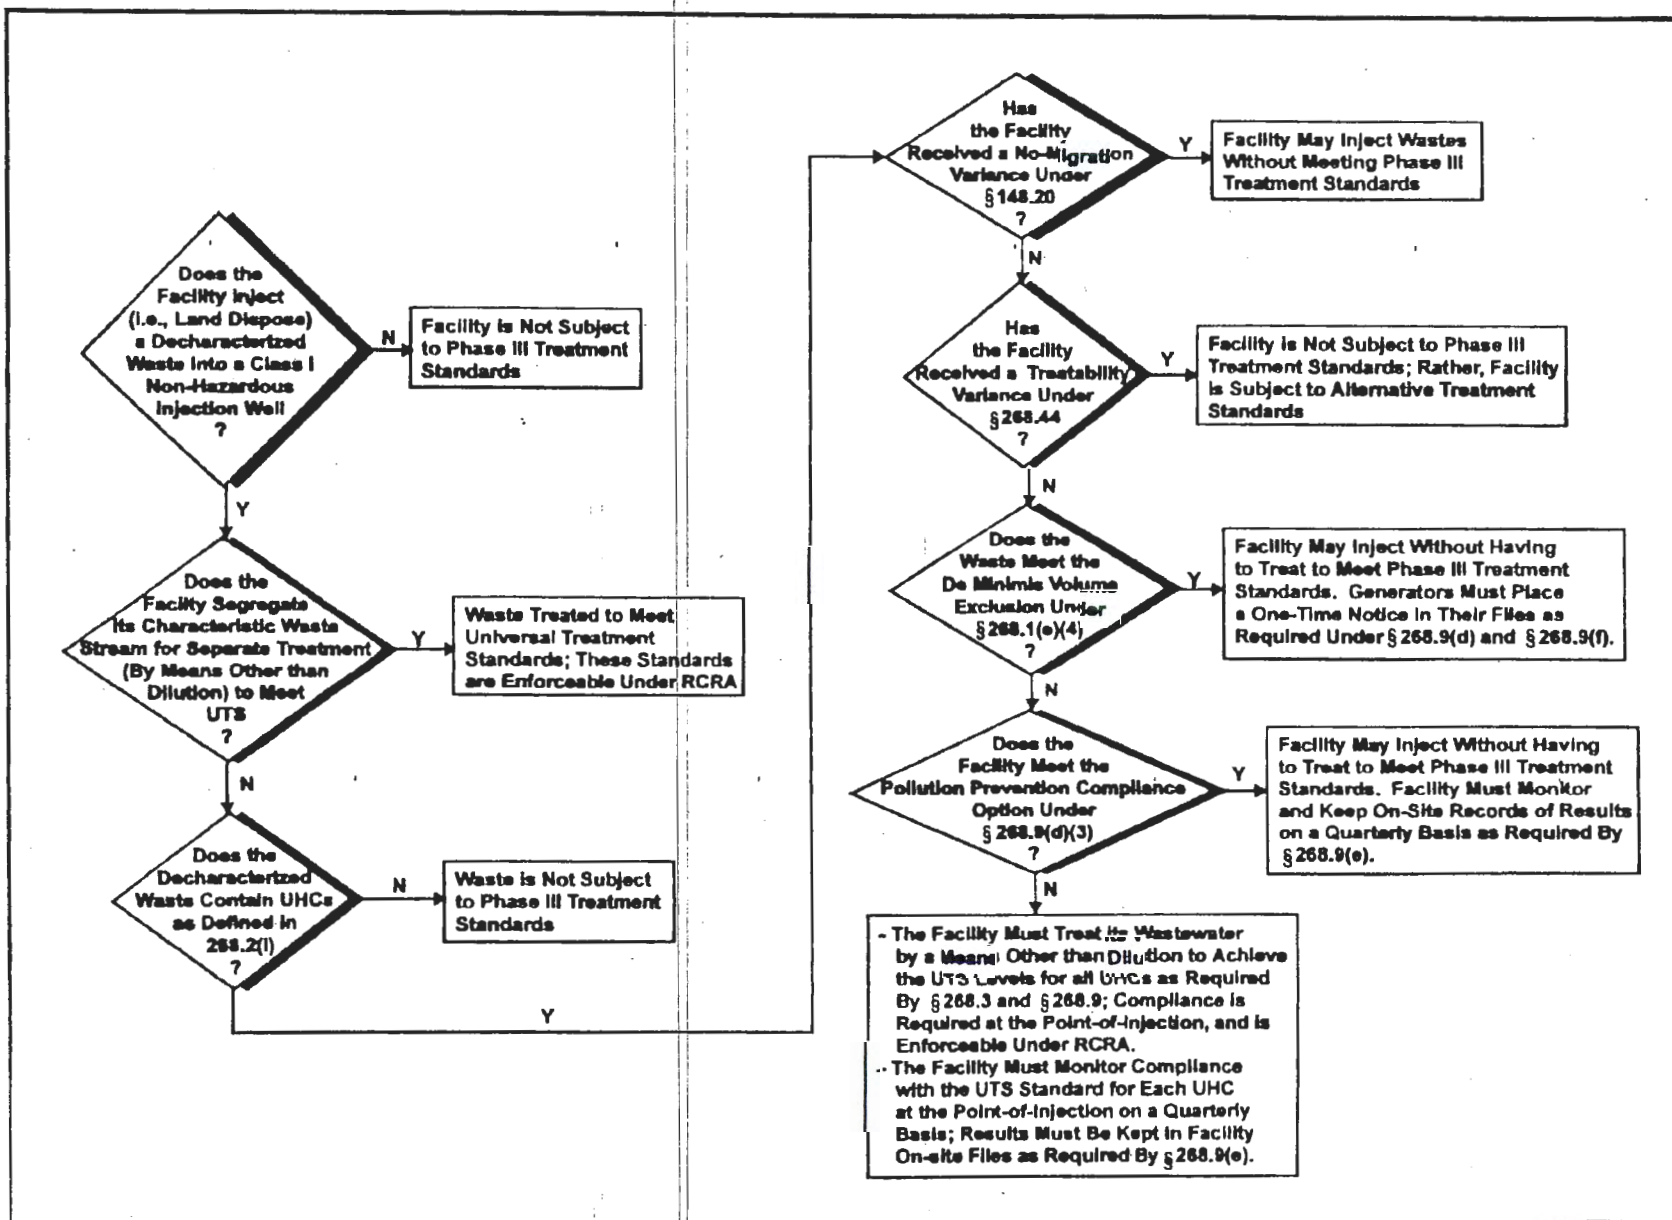 Does the
Facility Inject
(i.e., Land Dispose)
a Decharacterized
Waste into a Class I
Non-Hazardous
Injection Well
?
N
Facility is Not Subject
to Phase III Treatment
Standards
Y
Does the
Facilty Segregate
Its Characteristic Waste
Stream for Separate Treatment
(By Means Other than
Dilution) to Meet
UTS
?
Y
Waste Treated to Meet
Universal Treatment
Standards; These Standards
are Enforceable Under RCRA
N
Does the
Decharacterized
Waste Contain UHCs
as Defined in
268.2(i)
?
N
Waste is Not Subject
to Phase III Treatment
Standards
Y
Has
the Facility
Received a No-Migration
Variance Under
§148.20
?
Y
Facility May Inject Wastes
Without Meeting Phase III
Treatment Standards
N
Has
the Facility
Received a Treatability
Variance Under
§268.44
?
Y
Facility is Not Subject to Phase III
Treatment Standards; Rather, Facility
is Subject to Alternative Treatment
Standards
N
Does the
Waste Meet the
De Minimis Volume
Exclusion Under
§268.1(e)(4)
?
Y
Facility May Inject Without Having
to Treat to Meet Phase III Treatment
Standards. Generators Must Place
a One-Time Notice in Their Files as
Required Under §268.9(d) and §268.9(f).
N
Does the
Facility Meet the
Pollution Prevention Compliance
Option Under
§268.9(d)(3)
?
Y
Facility May Inject Without Having
to Treat to Meet Phase III Treatment
Standards. Facility Must Monitor
and Keep On-Site Records of Results
on a Quarterly Basis as Required By
§268.9(e).
N
- The Facility Must Treat its Wastewater
by a Means Other than Dilution to Achieve
the UTS Levels for all UHCs as Required
By §268.3 and §268.9; Compliance is
Required at the Point-of-Injection, and is
Enforceable Under RCRA.
- The Facility Must Monitor Compliance
with the UTS Standard for Each UHC
at the Point-of-Injection on a Quarterly
Basis; Results Must Be Kept in Facility
On-site Files as Required By §268.9(e).